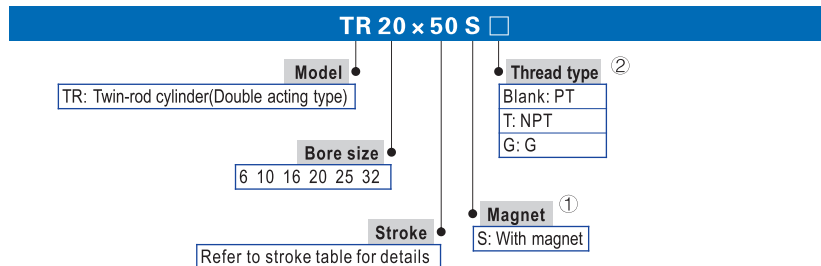 TR 20 × 50 S □
Model
TR: Twin-rod cylinder(Double acting type)
Bore size
6 10 16 20 25 32
Stroke
Refer to stroke table for details
Magnet ①
S: With magnet
Thread type ②
Blank: PT
T: NPT
G: G